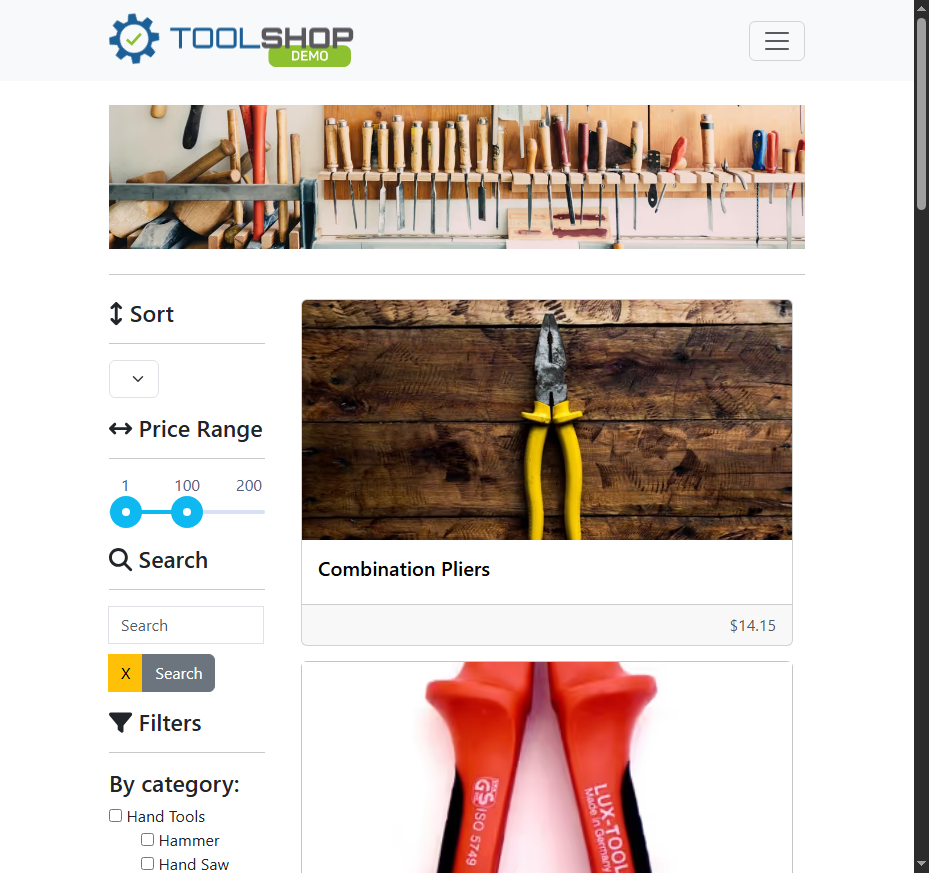 TOOLSHOP
DEMO
Sort
Price Range
1 100 200
Search
Search
X Search
Filters
By category:
Hand Tools
Hammer
Hand Saw
Combination Pliers
$14.15
GS
ISO 5749
LUX-TOOL
Made in Germany